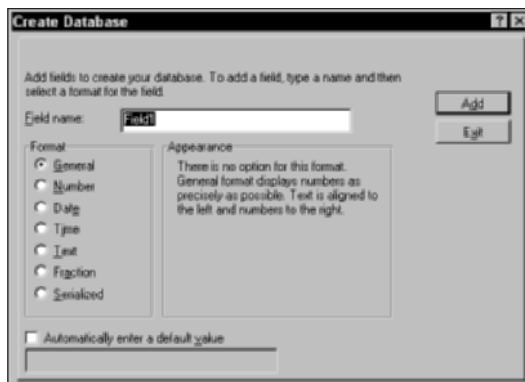 Create Database
Add fields to create your database. To add a field, type a name and then
select a format for the field.
Field name:
Field1
Add
Exit
Format
General
Number
Date
Time
Text
Fraction
Serialized
Appearance
There is no option for this format.
General format displays numbers as
precisely as possible. Text is aligned to
the left and numbers to the right.
Automatically enter a default value